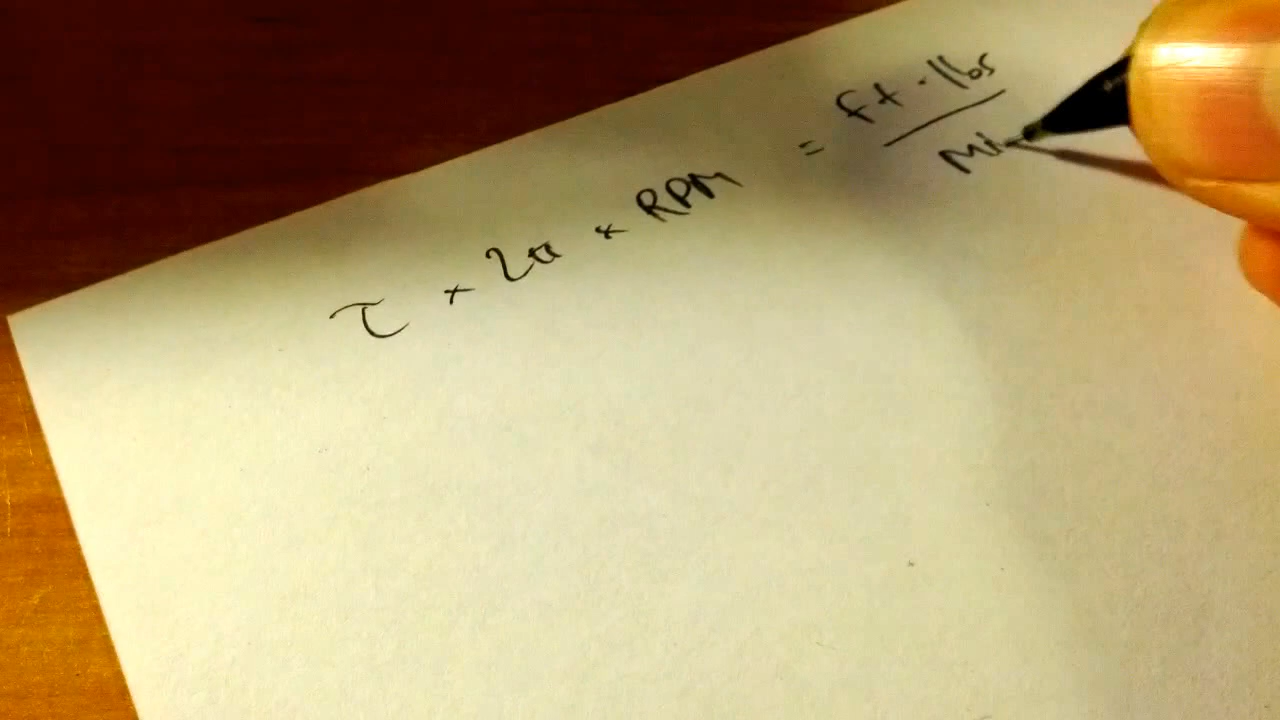 τ × 2π × RPM = ft · lbs / Mi